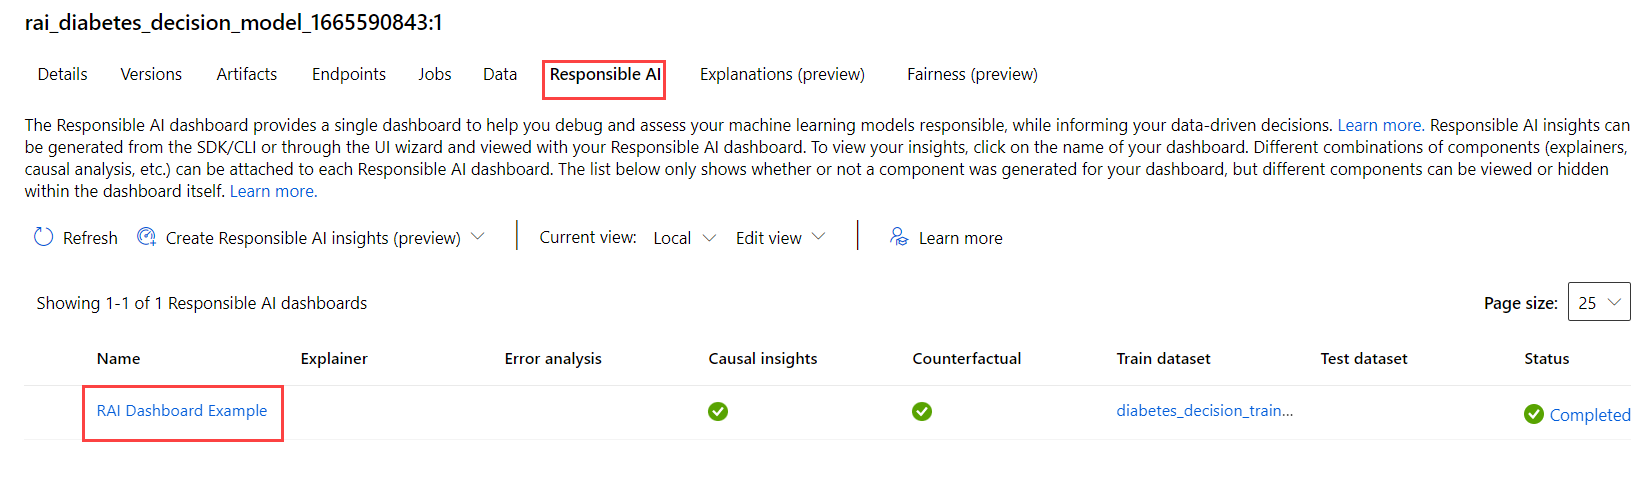 rai_diabetes_decision_model_1665590843:1
Details Versions Artifacts Endpoints Jobs Data Responsible AI Explanations (preview) Fairness (preview)
The Responsible AI dashboard provides a single dashboard to help you debug and assess your machine learning models responsible, while informing your data-driven decisions. Learn more. Responsible AI insights can
be generated from the SDK/CLI or through the UI wizard and viewed with your Responsible AI dashboard. To view your insights, click on the name of your dashboard. Different combinations of components (explainers,
causal analysis, etc.) can be attached to each Responsible AI dashboard. The list below only shows whether or not a component was generated for your dashboard, but different components can be viewed or hidden
within the dashboard itself. Learn more.
Refresh Create Responsible AI insights (preview) Current view: Local Edit view Learn more
Showing 1-1 of 1 Responsible AI dashboards Page size: 25
Name Explainer Error analysis Causal insights Counterfactual Train dataset Test dataset Status
RAI Dashboard Example diabetes_decision_train... Completed